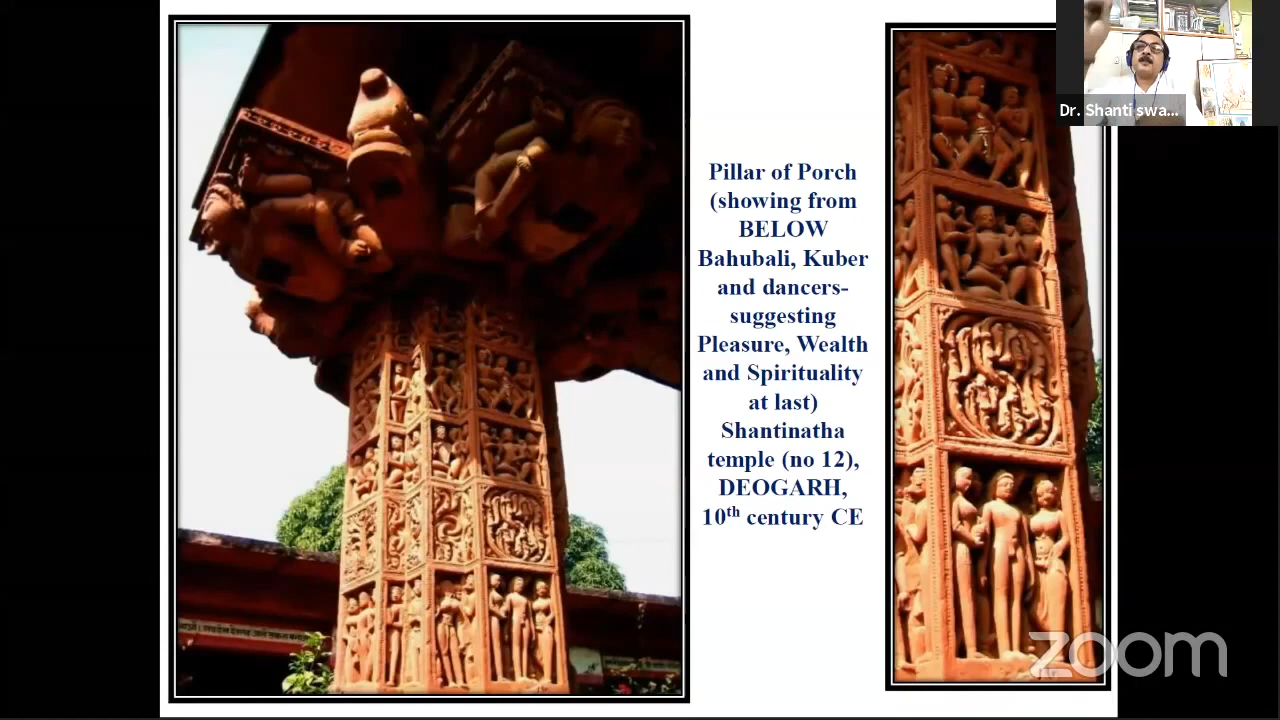 Pillar of Porch
(showing from
BELOW
Bahubali, Kuber
and dancers-
suggesting
Pleasure, Wealth
and Spirituality
at last)
Shantinatha
temple (no 12),
DEOGARH,
10th century CE
Dr. Shanti swa...
zoom